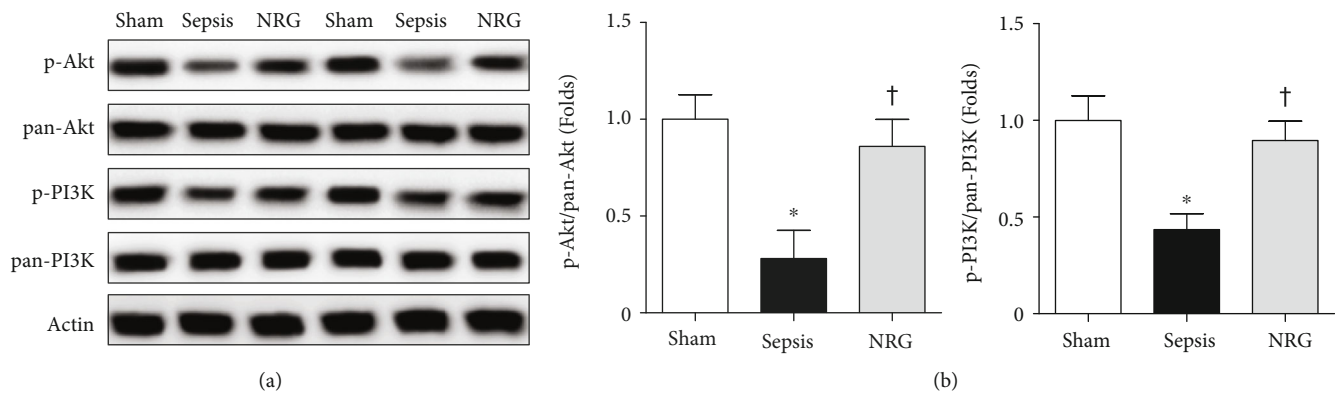 Sham Sepsis NRG Sham Sepsis NRG
p-Akt
pan-Akt
p-PI3K
pan-PI3K
Actin
(a)
p-Akt/pan-Akt (Folds)
1.5
1.0
0.5
0
*
†
Sham Sepsis NRG
p-PI3K/pan-PI3K (Folds)
1.5
1.0
0.5
0
*
†
Sham Sepsis NRG
(b)